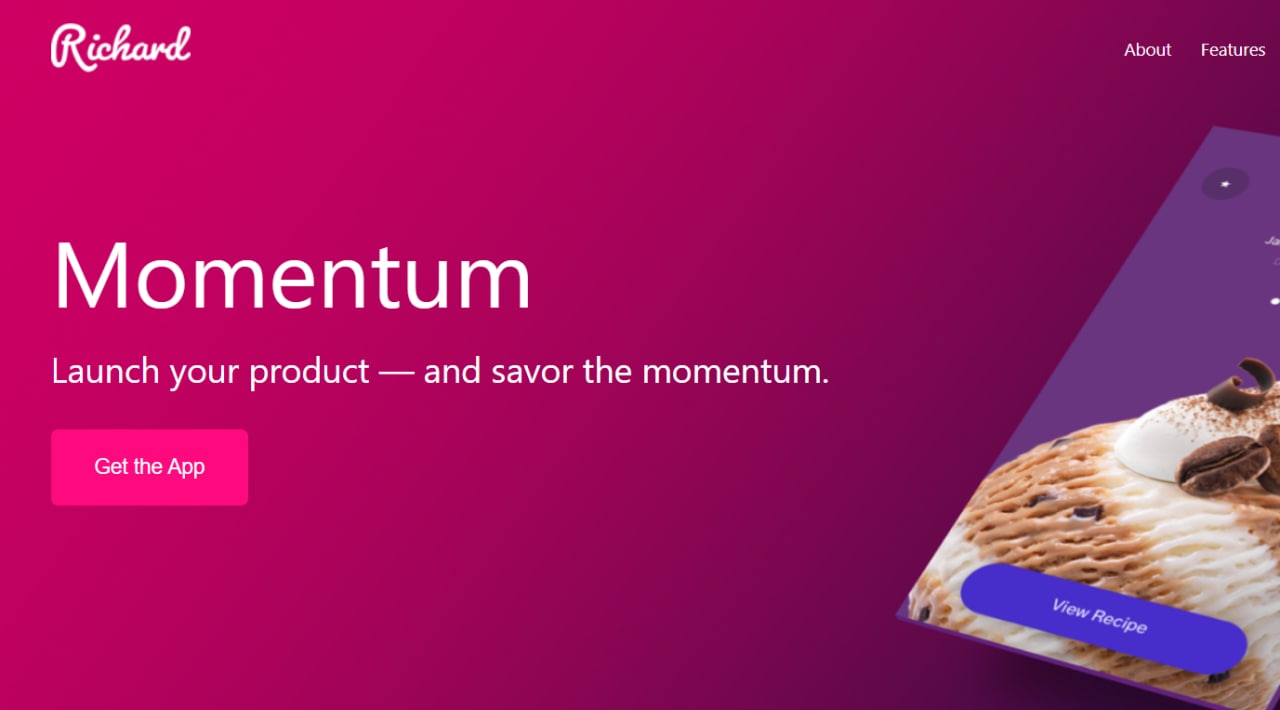 Richard
About Features
Momentum
Launch your product — and savor the momentum.
Get the App
View Recipe